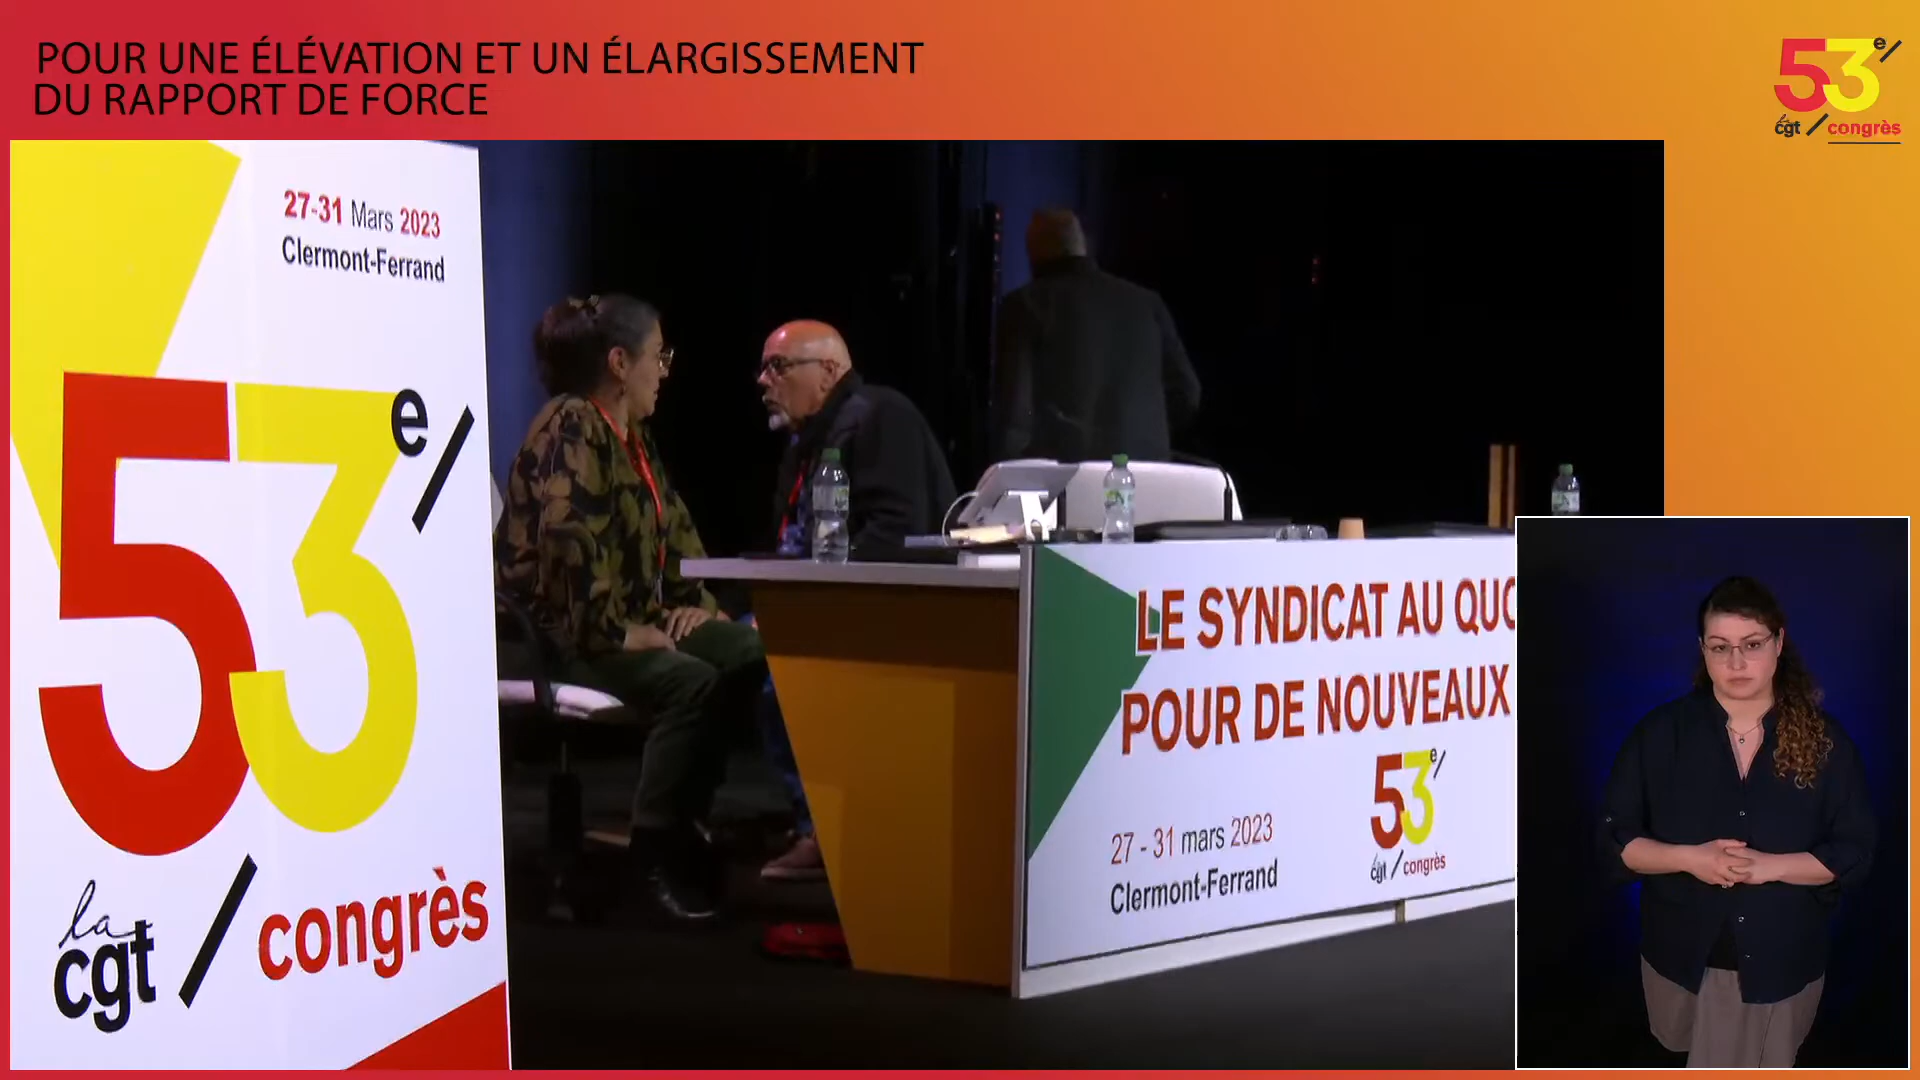 POUR UNE ÉLÉVATION ET UN ÉLARGISSEMENT
DU RAPPORT DE FORCE
53e/
la cgt / congrès
27-31 Mars 2023
Clermont-Ferrand
53e/
la
cgt / congrès
LE SYNDICAT AU
POUR DE NOUVEAUX
53e/
la cgt / congrès
27 - 31 mars 2023
Clermont-Ferrand